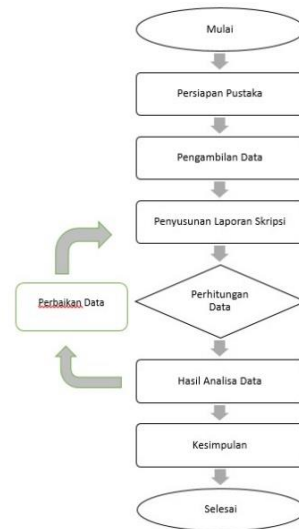 Mulai
Persiapan Pustaka
Pengambilan Data
Penyusunan Laporan Skripsi
Perbaikan Data
Perhitungan
Data
Hasil Analisa Data
Kesimpulan
Selesai